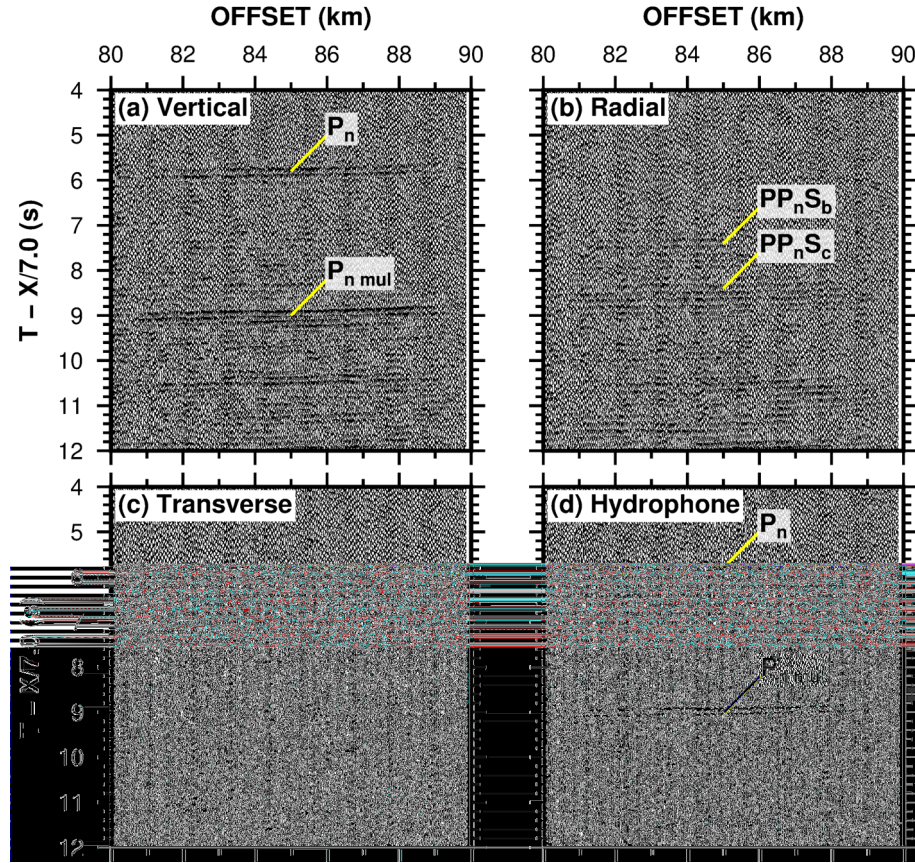 OFFSET (km)
OFFSET (km)
80 82 84 86 88 90
80 82 84 86 88 90
T − X/7.0 (s)
4
5
6
7
8
9
10
11
12
(a) Vertical
Pn
Pn mul
(b) Radial
PPnSb
PPnSc
4
5
(c) Transverse
(d) Hydrophone
Pn
8
9
10
11
12